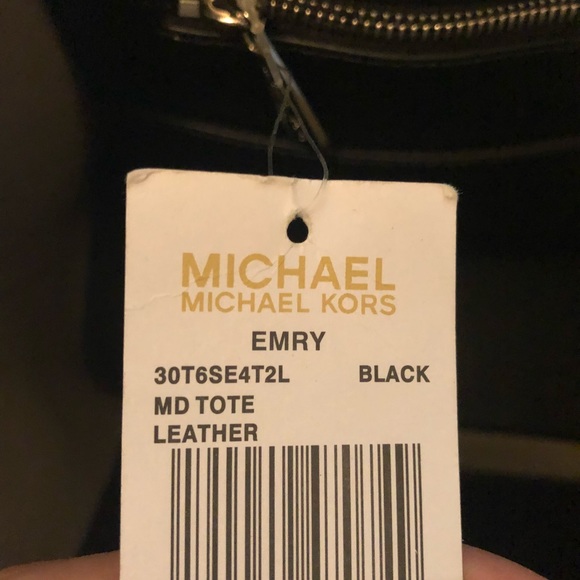 MICHAEL
MICHAEL KORS
EMRY
30T6SE4T2L BLACK
MD TOTE
LEATHER